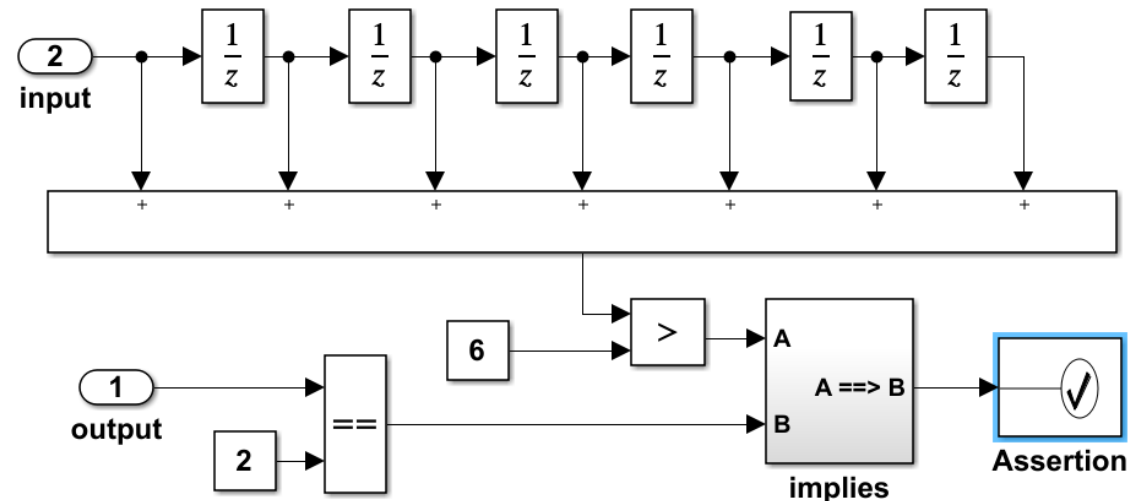 2
input
1
z
1
z
1
z
1
z
1
z
1
z
+ + + + + + +
6
>
A
A ==> B
B
implies
1
output
2
==
Assertion